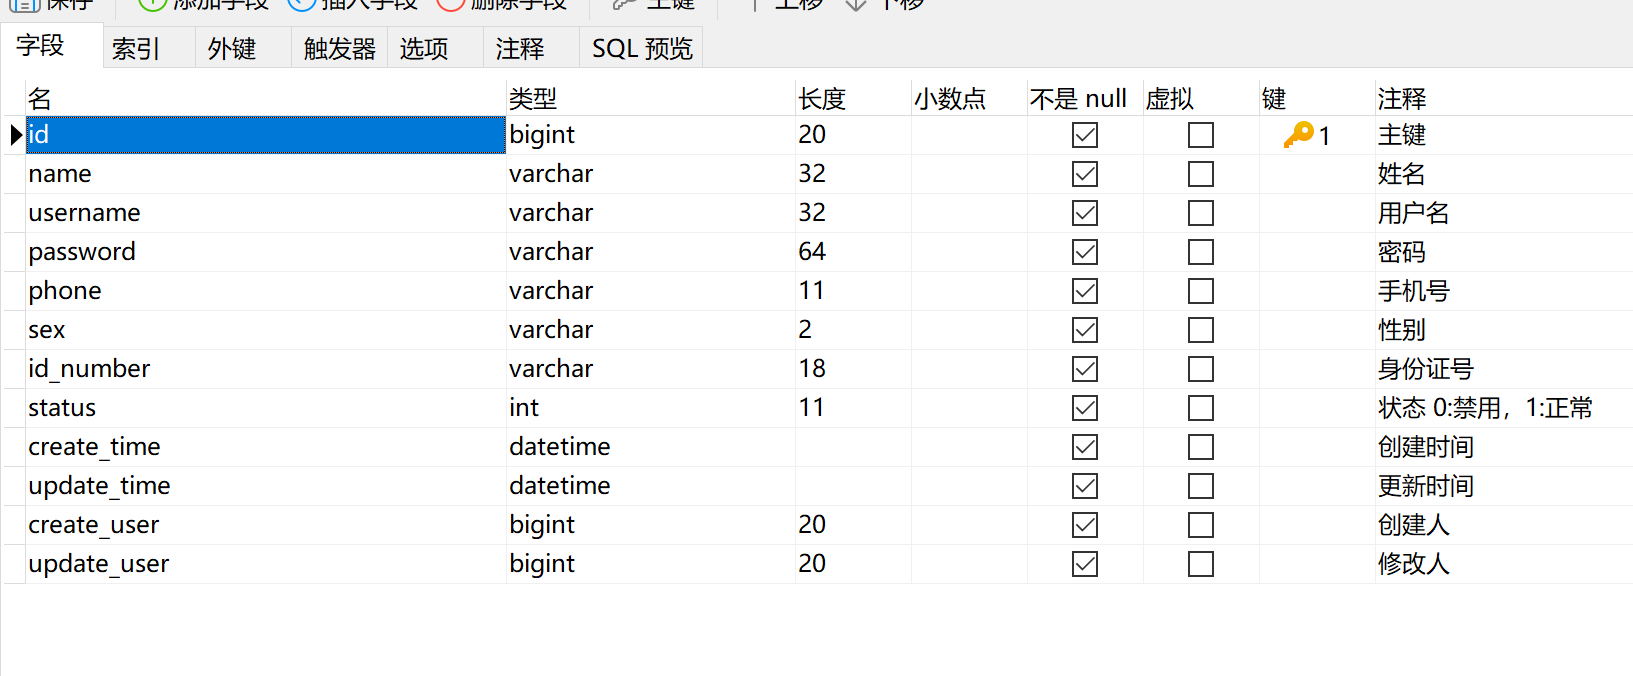 保存 添加字段 插入字段 删除字段 主键 上移 下移
字段 索引 外键 触发器 选项 注释 SQL 预览
名 类型 长度 小数点 不是 null 虚拟 键 注释
id bigint 20 1 主键
name varchar 32 姓名
username varchar 32 用户名
password varchar 64 密码
phone varchar 11 手机号
sex varchar 2 性别
id_number varchar 18 身份证号
status int 11 状态 0:禁用，1:正常
create_time datetime 创建时间
update_time datetime 更新时间
create_user bigint 20 创建人
update_user bigint 20 修改人